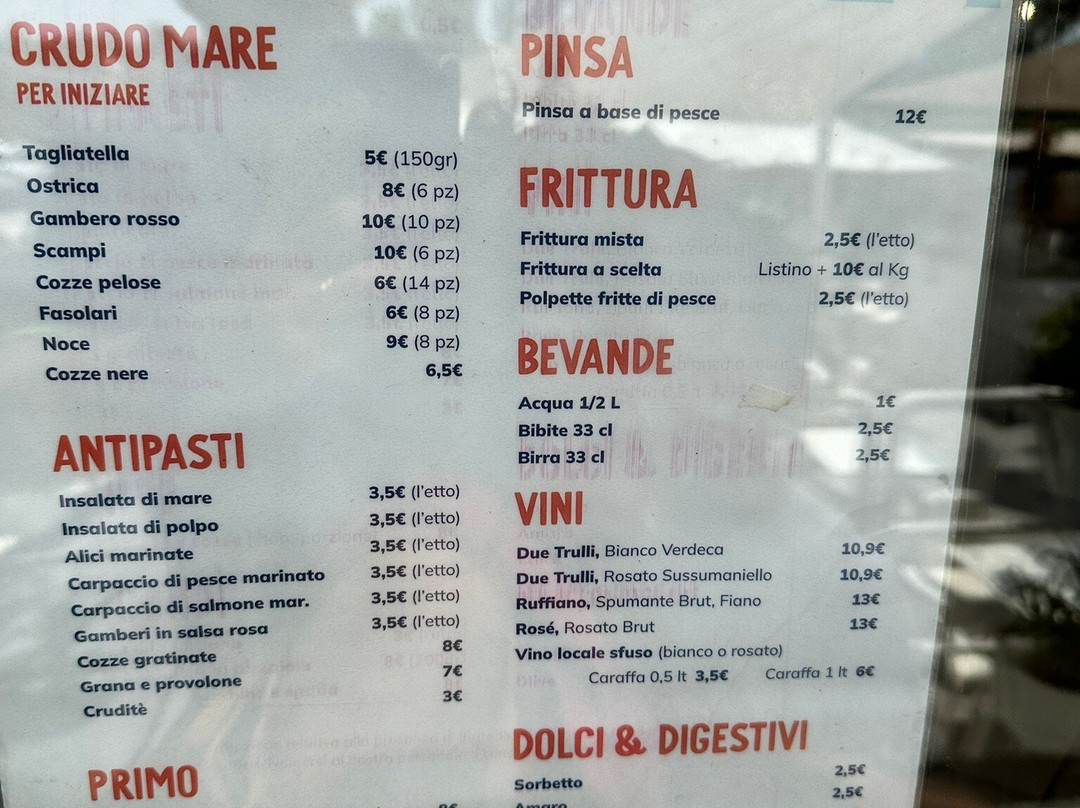 CRUDO MARE
PER INIZIARE
Tagliatella 5€ (150gr)
Ostrica 8€ (6 pz)
Gambero rosso 10€ (10 pz)
Scampi 10€ (6 pz)
Cozze pelose 6€ (14 pz)
Fasolari 6€ (8 pz)
Noce 9€ (8 pz)
Cozze nere 6,5€
ANTIPASTI
Insalata di mare 3,5€ (l'etto)
Insalata di polpo 3,5€ (l'etto)
Alici marinate 3,5€ (l'etto)
Carpaccio di pesce marinato 3,5€ (l'etto)
Carpaccio di salmone mar. 3,5€ (l'etto)
Gamberi in salsa rosa 3,5€ (l'etto)
Cozze gratinate 8€
Grana e provolone 7€
Cruditè 3€
PRIMO
PINSA
Pinsa a base di pesce 12€
FRITTURA
Frittura mista 2,5€ (l'etto)
Frittura a scelta Listino + 10€ al Kg
Polpette fritte di pesce 2,5€ (l'etto)
BEVANDE
Acqua 1/2 L 1€
Bibite 33 cl 2,5€
Birra 33 cl 2,5€
VINI
Due Trulli, Bianco Verdeca 10,9€
Due Trulli, Rosato Sussumaniello 10,9€
Ruffiano, Spumante Brut, Fiano 13€
Rosé, Rosato Brut 13€
Vino locale sfuso (bianco o rosato)
Caraffa 0,5 lt 3,5€ Caraffa 1 lt 6€
DOLCI & DIGESTIVI
Sorbetto 2,5€
Amaro 2,5€